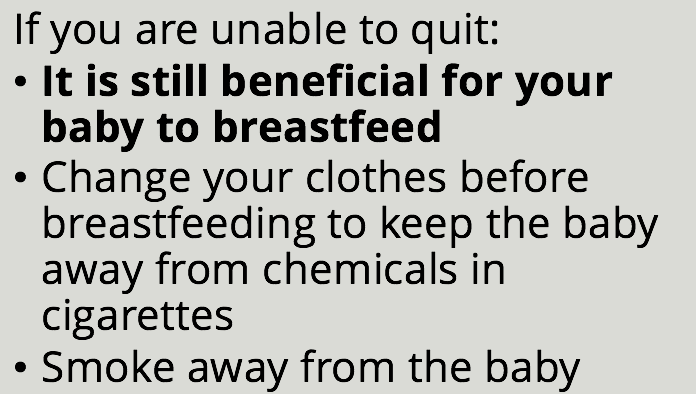 If you are unable to quit:
• It is still beneficial for your
baby to breastfeed
• Change your clothes before
breastfeeding to keep the baby
away from chemicals in
cigarettes
• Smoke away from the baby